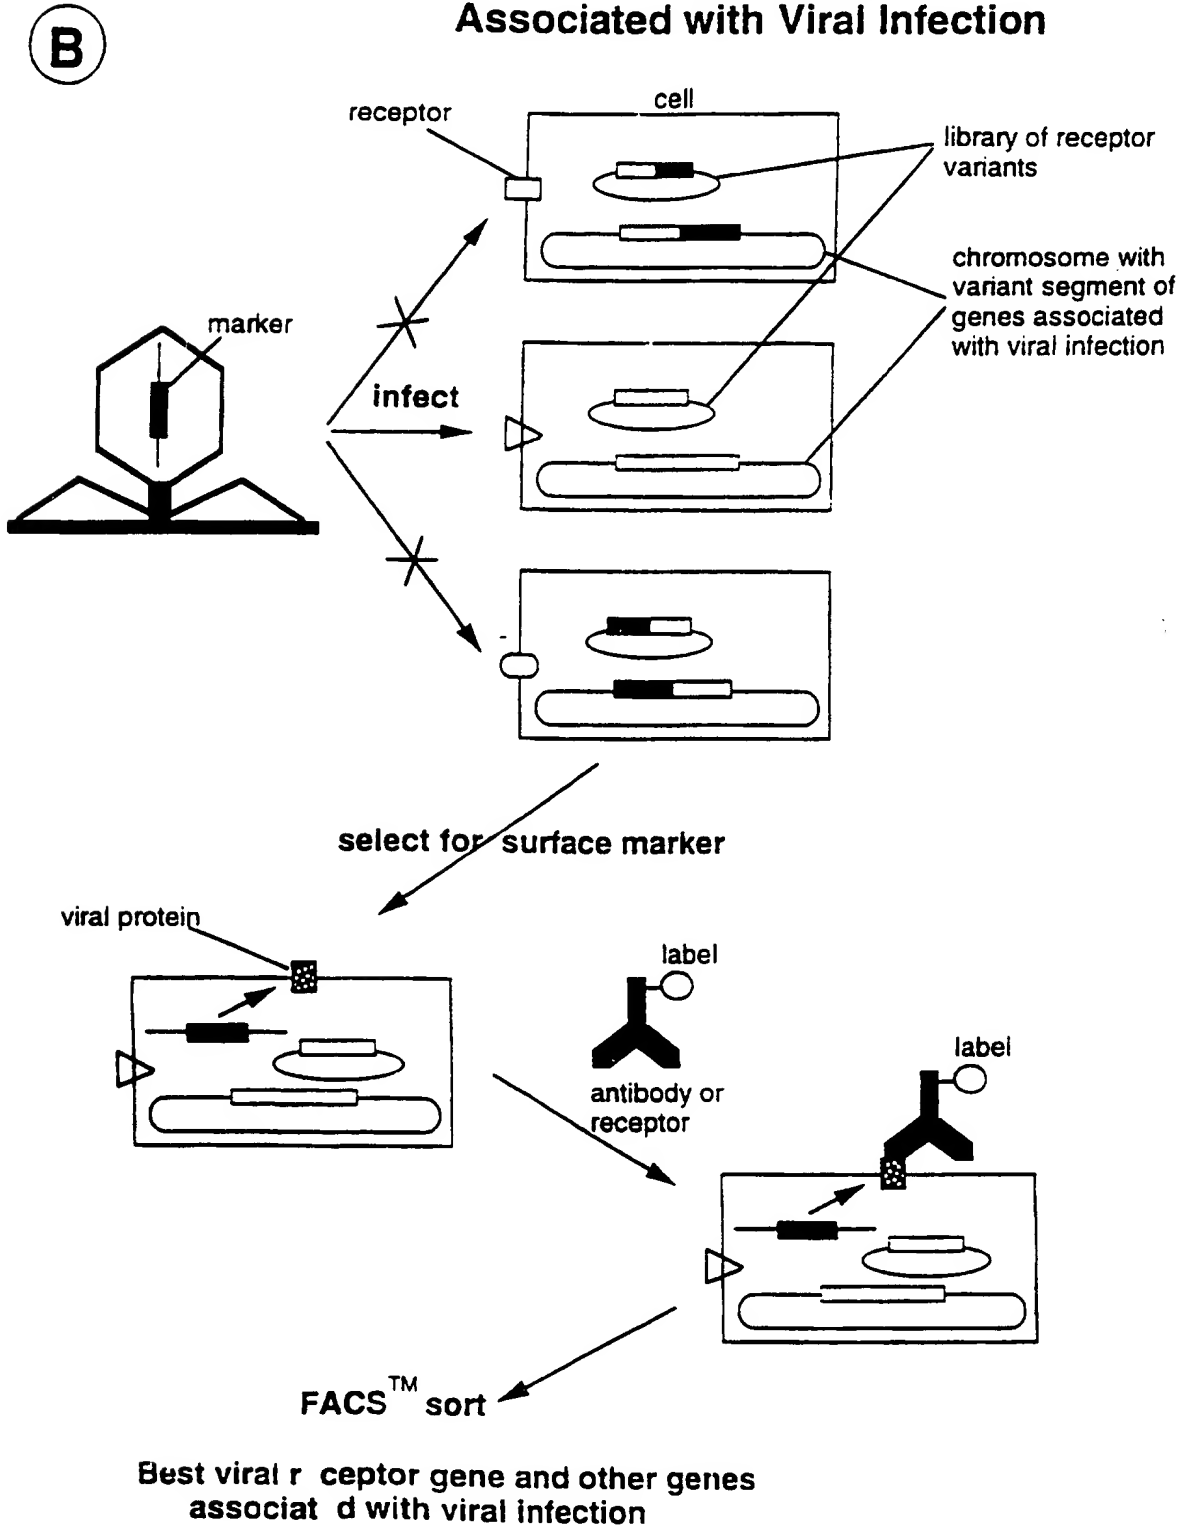 B
Associated with Viral Infection
cell
receptor
library of receptor
variants
chromosome with
variant segment of
genes associated
with viral infection
marker
infect
select for surface marker
viral protein
label
antibody or
receptor
label
FACS™ sort
Best viral r ceptor gene and other genes
associat d with viral infection